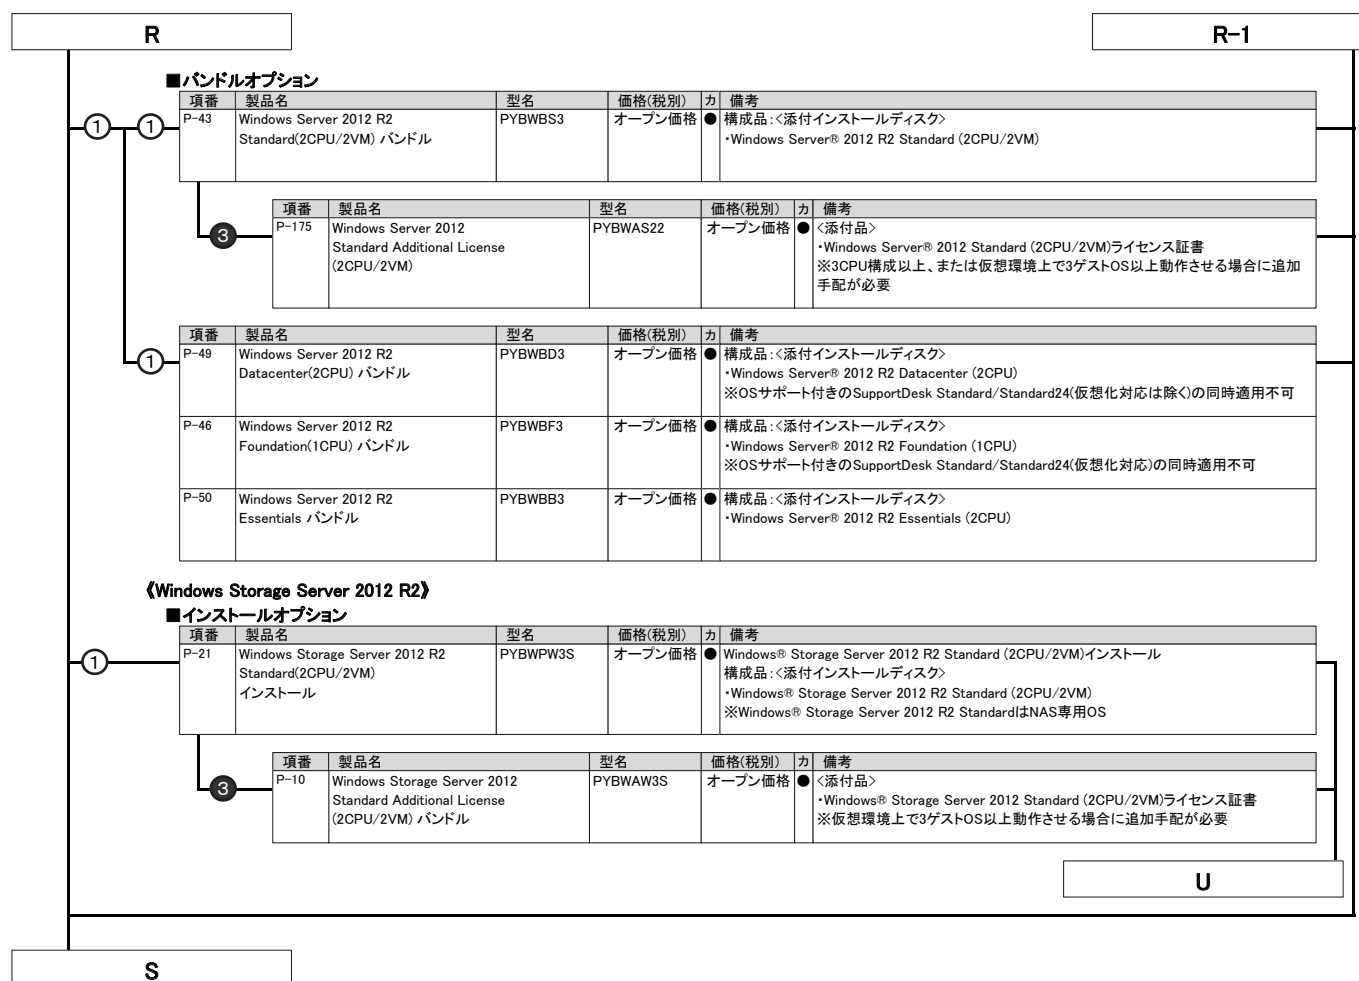 R
R-1
■バンドルオプション
項番 製品名 型名 価格(税別) カ 備考
① ① P-43 Windows Server 2012 R2 PYBWBS3 オープン価格 ● 構成品:<添付インストールディスク>
Standard(2CPU/2VM) バンドル ・Windows Server® 2012 R2 Standard (2CPU/2VM)
項番 製品名 型名 価格(税別) カ 備考
❸ P-175 Windows Server 2012 PYBWAS22 オープン価格 ● <添付品>
Standard Additional License ・Windows Server® 2012 Standard (2CPU/2VM)ライセンス証書
(2CPU/2VM) ※3CPU構成以上、または仮想環境上で3ゲストOS以上動作させる場合に追加
手配が必要
項番 製品名 型名 価格(税別) カ 備考
① P-49 Windows Server 2012 R2 PYBWBD3 オープン価格 ● 構成品:<添付インストールディスク>
Datacenter(2CPU) バンドル ・Windows Server® 2012 R2 Datacenter (2CPU)
※OSサポート付きのSupportDesk Standard/Standard24(仮想化対応は除く)の同時適用不可
P-46 Windows Server 2012 R2 PYBWBF3 オープン価格 ● 構成品:<添付インストールディスク>
Foundation(1CPU) バンドル ・Windows Server® 2012 R2 Foundation (1CPU)
※OSサポート付きのSupportDesk Standard/Standard24(仮想化対応)の同時適用不可
P-50 Windows Server 2012 R2 PYBWBB3 オープン価格 ● 構成品:<添付インストールディスク>
Essentials バンドル ・Windows Server® 2012 R2 Essentials (2CPU)
《Windows Storage Server 2012 R2》
■インストールオプション
項番 製品名 型名 価格(税別) カ 備考
① P-21 Windows Storage Server 2012 R2 PYBWPW3S オープン価格 ● Windows® Storage Server 2012 R2 Standard (2CPU/2VM)インストール
Standard(2CPU/2VM) 構成品:<添付インストールディスク>
インストール ・Windows® Storage Server 2012 R2 Standard (2CPU/2VM)
※Windows® Storage Server 2012 R2 StandardはNAS専用OS
項番 製品名 型名 価格(税別) カ 備考
❸ P-10 Windows Storage Server 2012 PYBWAW3S オープン価格 ● <添付品>
Standard Additional License ・Windows® Storage Server 2012 Standard (2CPU/2VM)ライセンス証書
(2CPU/2VM) バンドル ※仮想環境上で3ゲストOS以上動作させる場合に追加手配が必要
U
S